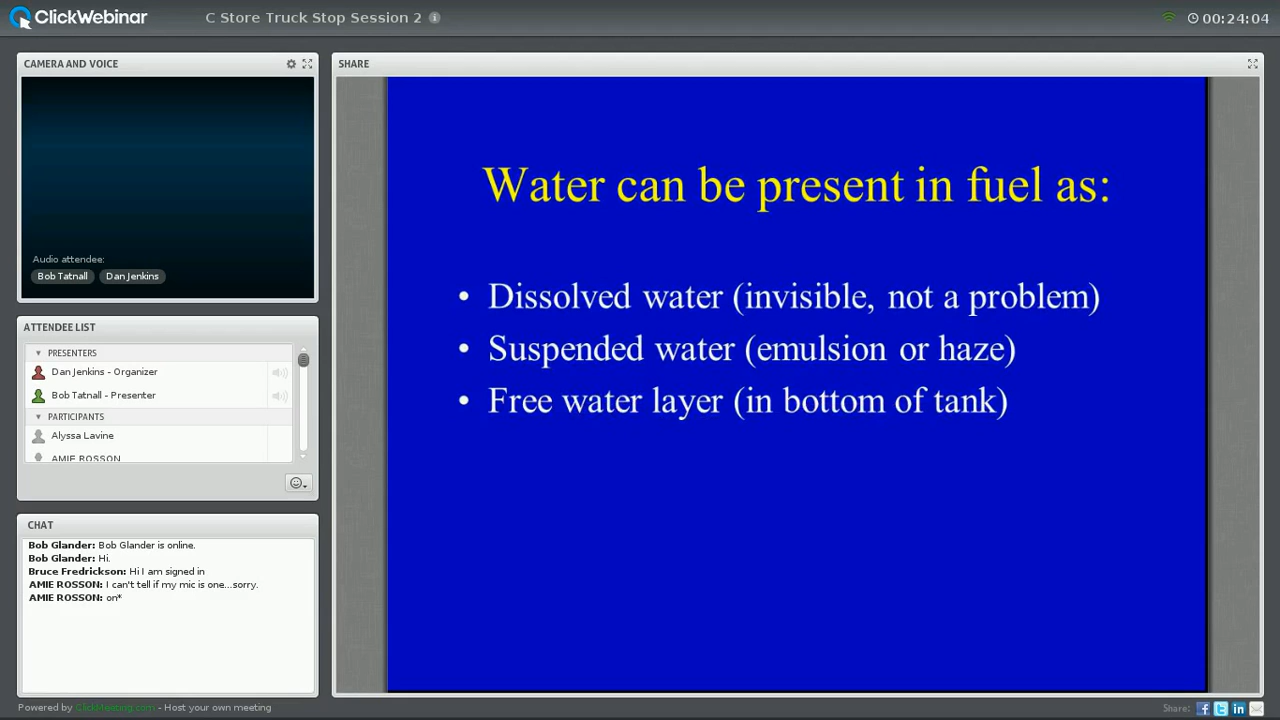 ClickWebinar
C Store Truck Stop Session 2
00:24:04
CAMERA AND VOICE
Audio attendee:
Bob Tatnall Dan Jenkins
ATTENDEE LIST
PRESENTERS
Dan Jenkins - Organizer
Bob Tatnall - Presenter
PARTICIPANTS
Alyssa Lavine
AMIE ROSSON
CHAT
Bob Glander: Bob Glander is online.
Bob Glander: Hi.
Bruce Fredrickson: Hi I am signed in
AMIE ROSSON: I can't tell if my mic is one...sorry.
AMIE ROSSON: on*
SHARE
Water can be present in fuel as:
• Dissolved water (invisible, not a problem)
• Suspended water (emulsion or haze)
• Free water layer (in bottom of tank)
Powered by ClickMeeting.com - Host your own meeting
Share: